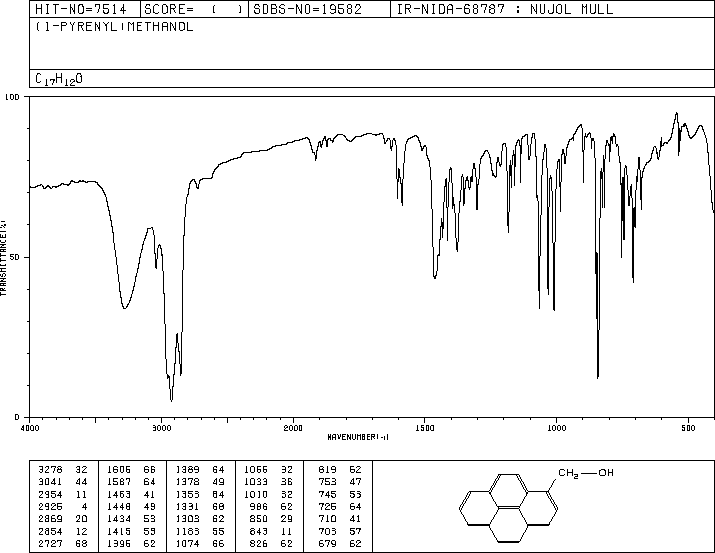 HIT-NO=7514 SCORE= ( ) SDBS-NO=19582 IR-NIDA-68787 : NUJOL MULL
(1-PYRENYL)METHANOL
C17H12O
100
50
0
TRANSMITTANCE(%)
4000 3000 2000 1500 1000 500
WAVENUMBER(-1)
3278 32 1605 66 1389 64 1066 32 819 62
3041 44 1587 64 1378 49 1033 36 753 47
2954 11 1463 41 1353 64 1010 32 745 53
2925 4 1448 49 1331 68 986 62 725 64
2869 20 1434 53 1303 62 850 29 710 41
2854 12 1415 53 1183 55 843 11 703 57
2727 68 1395 62 1074 66 826 62 679 62
CH2—OH